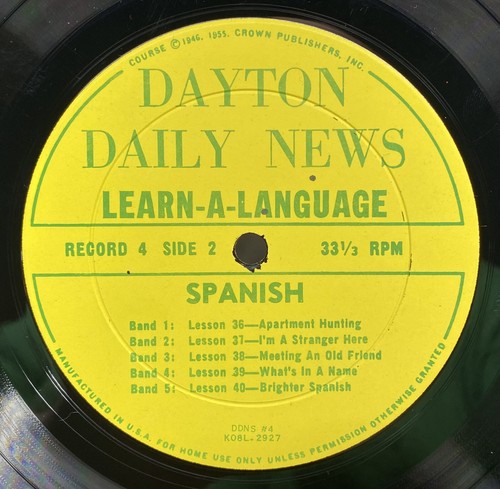 COURSE © 1946, 1955, CROWN PUBLISHERS, INC.
DAYTON
DAILY NEWS
LEARN-A-LANGUAGE
RECORD 4 SIDE 2 33⅓ RPM
SPANISH
Band 1: Lesson 36—Apartment Hunting
Band 2: Lesson 37—I'm A Stranger Here
Band 3: Lesson 38—Meeting An Old Friend
Band 4: Lesson 39—What's In A Name
Band 5: Lesson 40—Brighter Spanish
DDNS #4
K08L-2927
MANUFACTURED IN U.S.A. FOR HOME USE ONLY UNLESS PERMISSION OTHERWISE GRANTED